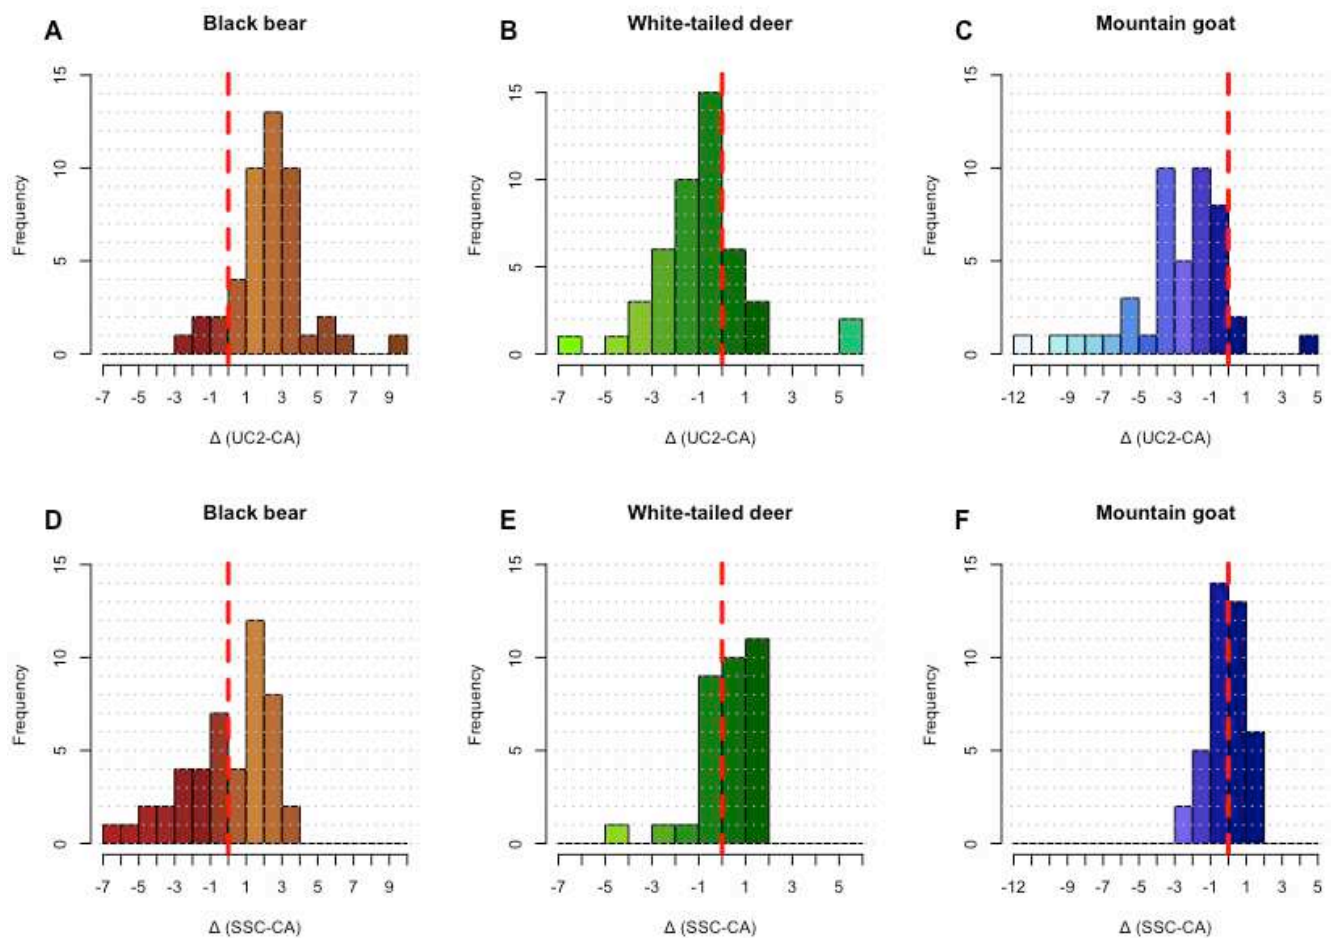 A Black bear
B White-tailed deer
C Mountain goat
Frequency
0 5 10 15
-7 -5 -3 -1 1 3 5 7 9
Δ (UC2-CA)
Frequency
0 5 10 15
-7 -5 -3 -1 1 3 5
Δ (UC2-CA)
Frequency
0 5 10 15
-12 -9 -7 -5 -3 -1 1 3 5
Δ (UC2-CA)
D Black bear
E White-tailed deer
F Mountain goat
Frequency
0 5 10 15
-7 -5 -3 -1 1 3 5 7 9
Δ (SSC-CA)
Frequency
0 5 10 15
-7 -5 -3 -1 1 3 5
Δ (SSC-CA)
Frequency
0 5 10 15
-12 -9 -7 -5 -3 -1 1 3 5
Δ (SSC-CA)